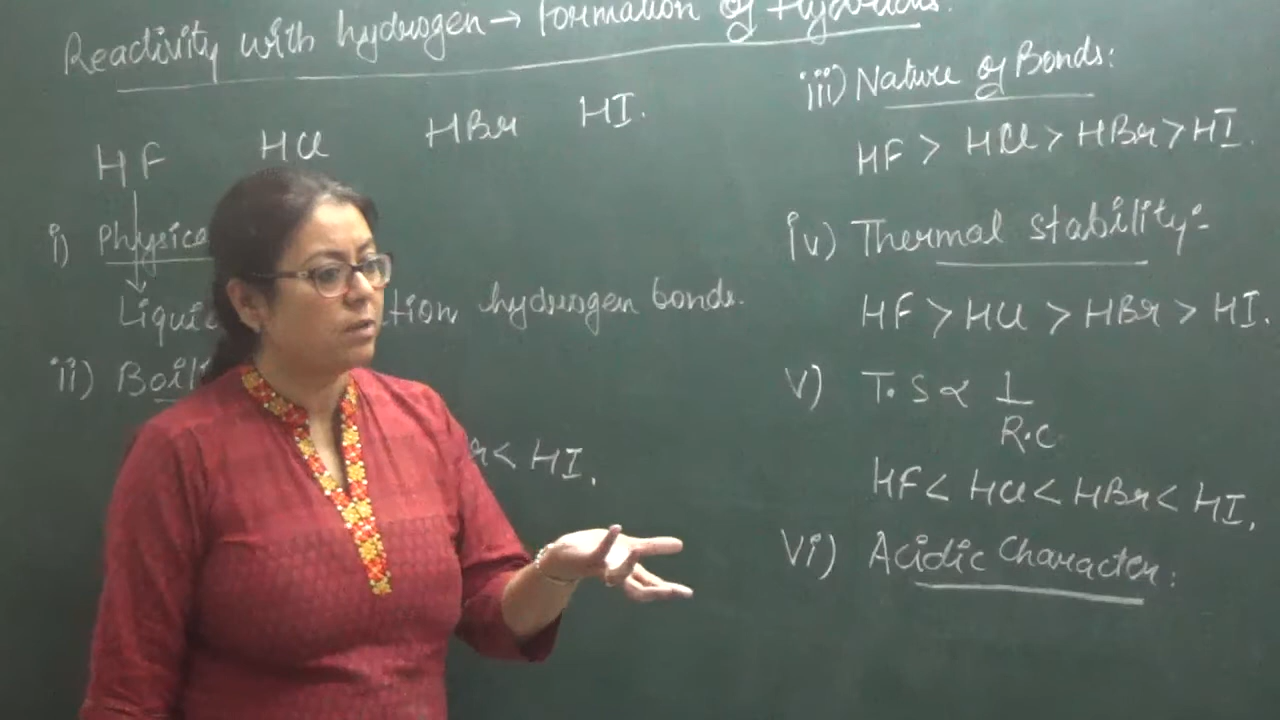 Reactivity with hydrogen → formation of Hydrides.
HF HCl HBr HI.
i) Physica
Liquid tion hydrogen bonds.
ii) Boili
r < HI.
iii) Nature of Bonds:
HF > HCl > HBr > HI.
iv) Thermal stability:-
HF > HCl > HBr > HI.
v) T.S ∝ 1
R.C
HF < HCl < HBr < HI.
vi) Acidic Character: